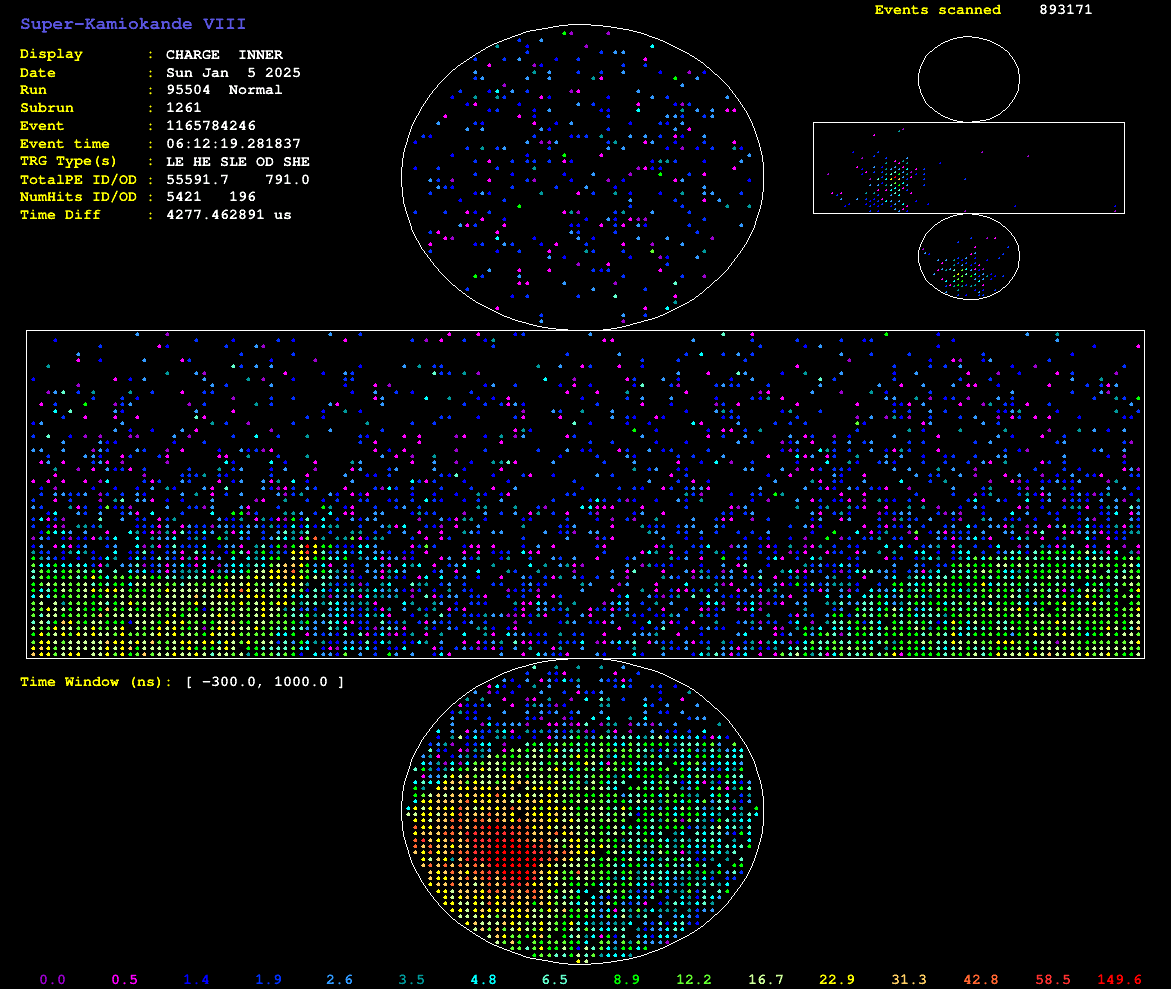 Super-Kamiokande VIII
Events scanned 893171
Display : CHARGE INNER
Date : Sun Jan 5 2025
Run : 95504 Normal
Subrun : 1261
Event : 1165784246
Event time : 06:12:19.281837
TRG Type(s) : LE HE SLE OD SHE
TotalPE ID/OD : 55591.7 791.0
NumHits ID/OD : 5421 196
Time Diff : 4277.462891 us
Time Window (ns): [ -300.0, 1000.0 ]
0.0 0.5 1.4 1.9 2.6 3.5 4.8 6.5 8.9 12.2 16.7 22.9 31.3 42.8 58.5 149.6